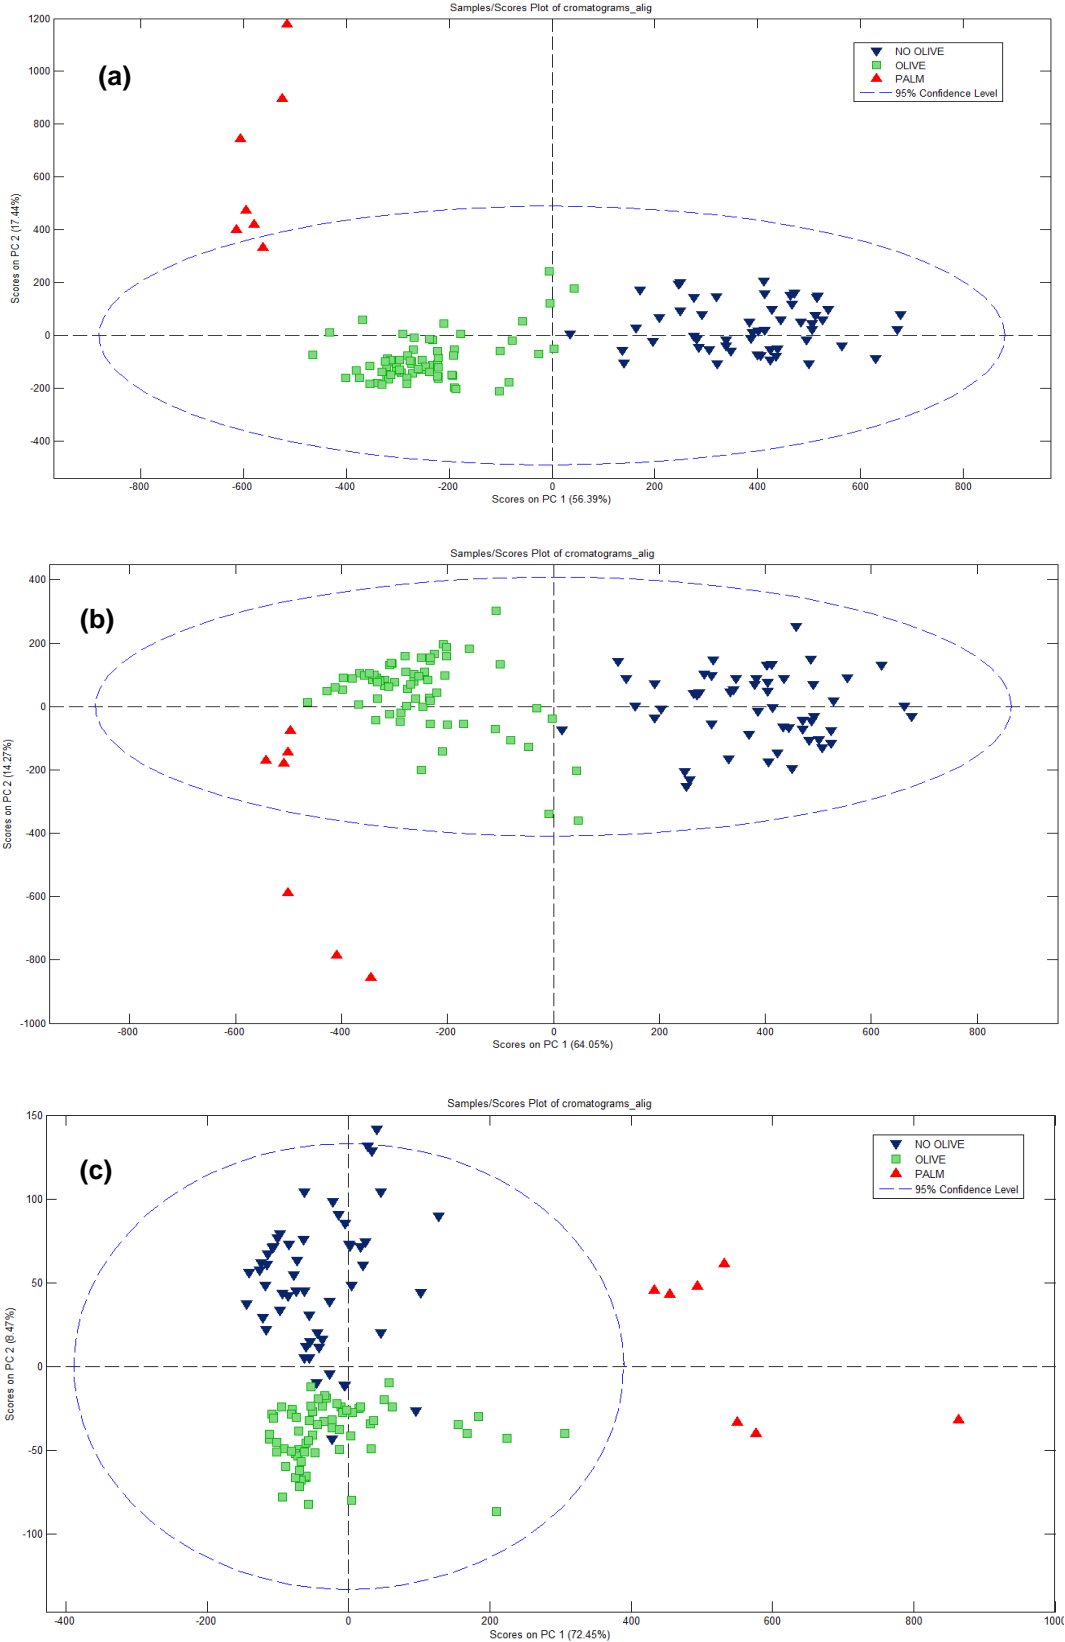 Samples/Scores Plot of cromatograms_alig
1200
1000
800
600
400
200
0
-200
-400
(a)
NO OLIVE
OLIVE
PALM
95% Confidence Level
Scores on PC 2 (17.44%)
-800 -600 -400 -200 0 200 400 600 800
Scores on PC 1 (56.39%)
Samples/Scores Plot of cromatograms_alig
400
200
0
-200
-400
-600
-800
-1000
(b)
Scores on PC 2 (14.27%)
-800 -600 -400 -200 0 200 400 600 800
Scores on PC 1 (64.05%)
Samples/Scores Plot of cromatograms_alig
150
100
50
0
-50
-100
(c)
NO OLIVE
OLIVE
PALM
95% Confidence Level
Scores on PC 2 (8.47%)
-400 -200 0 200 400 600 800 1000
Scores on PC 1 (72.45%)